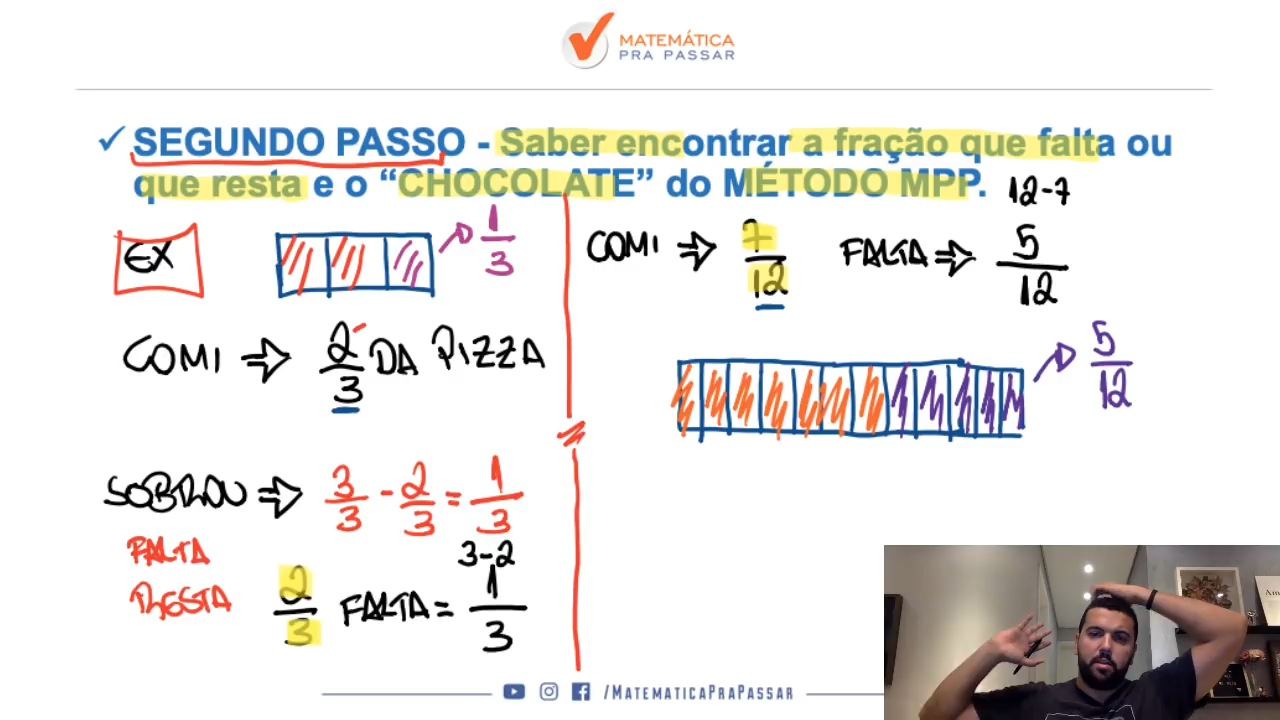 MATEMÁTICA
PRA PASSAR
✓ SEGUNDO PASSO - Saber encontrar a fração que falta ou
que resta e o “CHOCOLATE” do MÉTODO MPP.
EX
1/3
COMI ⇒ 2/3 DA PIZZA
SOBROU ⇒ 3/3 - 2/3 = 1/3
FALTA
RESTA
3-2
2/3 FALTA = 1/3
12-7
COMI ⇒ 7/12 FALTA ⇒ 5/12
5/12
/MATEMATICAPRAPASSAR